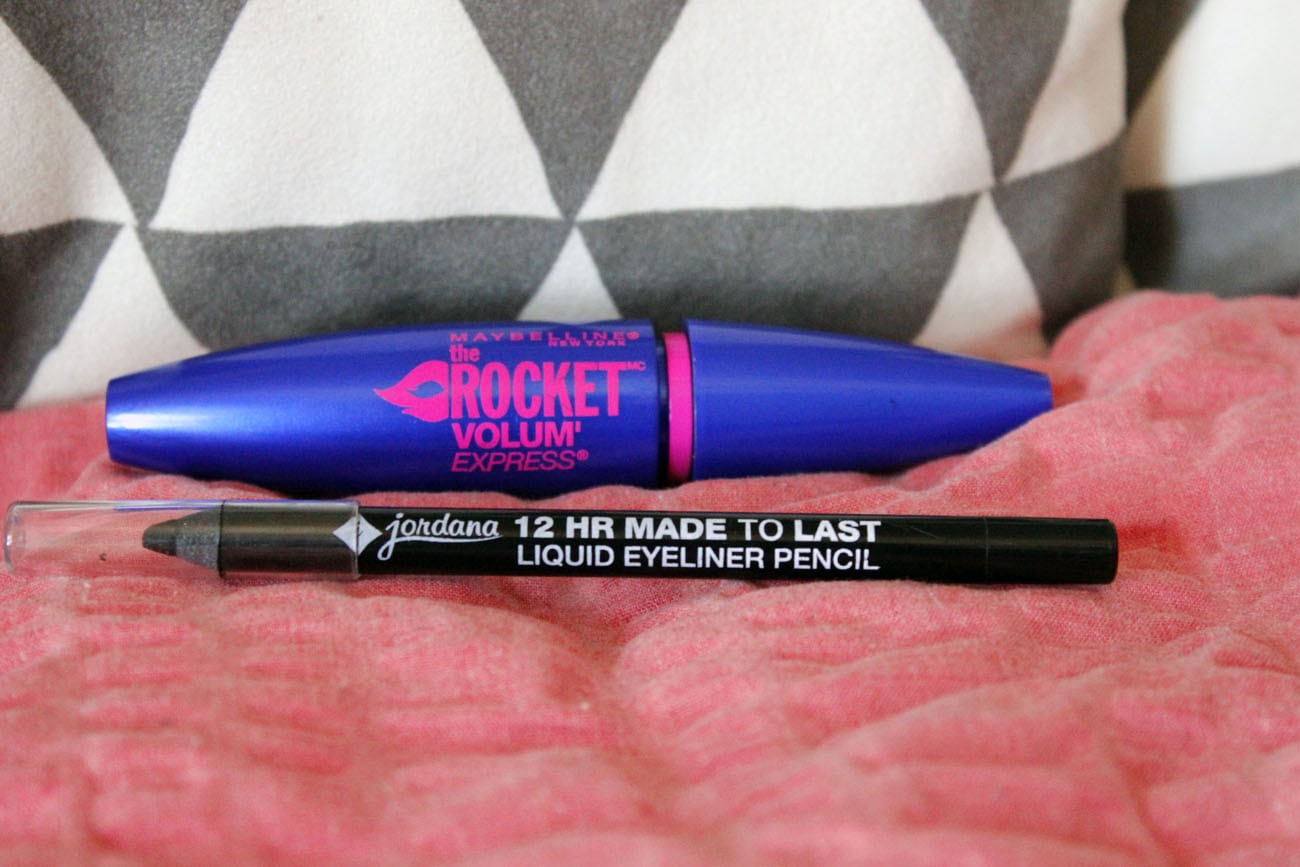 MAYBELLINE®
NEW YORK
the
ROCKET MC
VOLUM'
EXPRESS®
jordana 12 HR MADE TO LAST
LIQUID EYELINER PENCIL